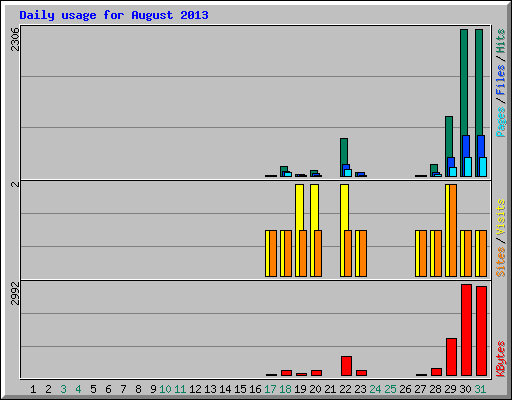 Daily usage for August 2013
2306
Pages / Files / Hits
2
Sites / Visits
2992
KBytes
1 2 3 4 5 6 7 8 9 10 11 12 13 14 15 16 17 18 19 20 21 22 23 24 25 26 27 28 29 30 31